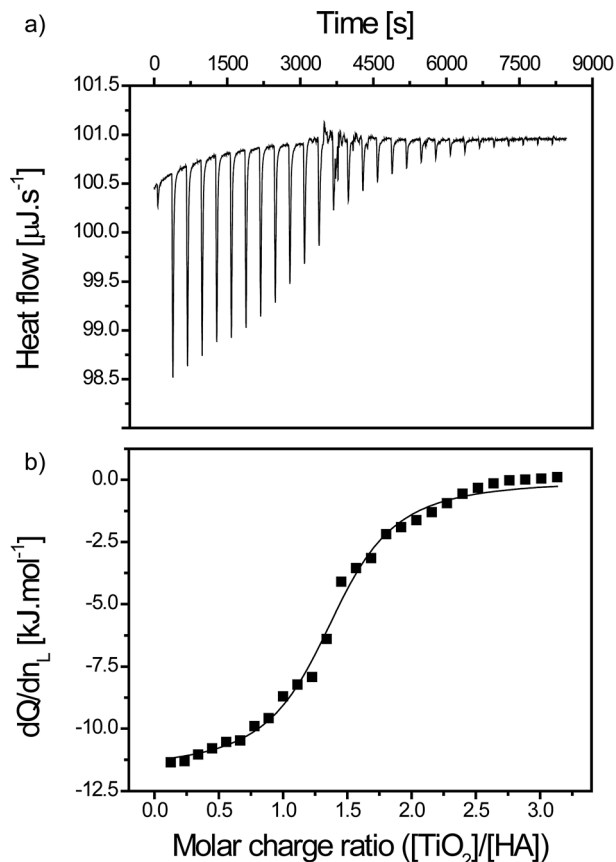 a)
Time [s]
0 1500 3000 4500 6000 7500 9000
101.5
101.0
100.5
100.0
99.5
99.0
98.5
Heat flow [µJ.s⁻¹]
b)
0.0
-2.5
-5.0
-7.5
-10.0
-12.5
dQ/dn_L [kJ.mol⁻¹]
0.0 0.5 1.0 1.5 2.0 2.5 3.0
Molar charge ratio ([TiO₂]/[HA])